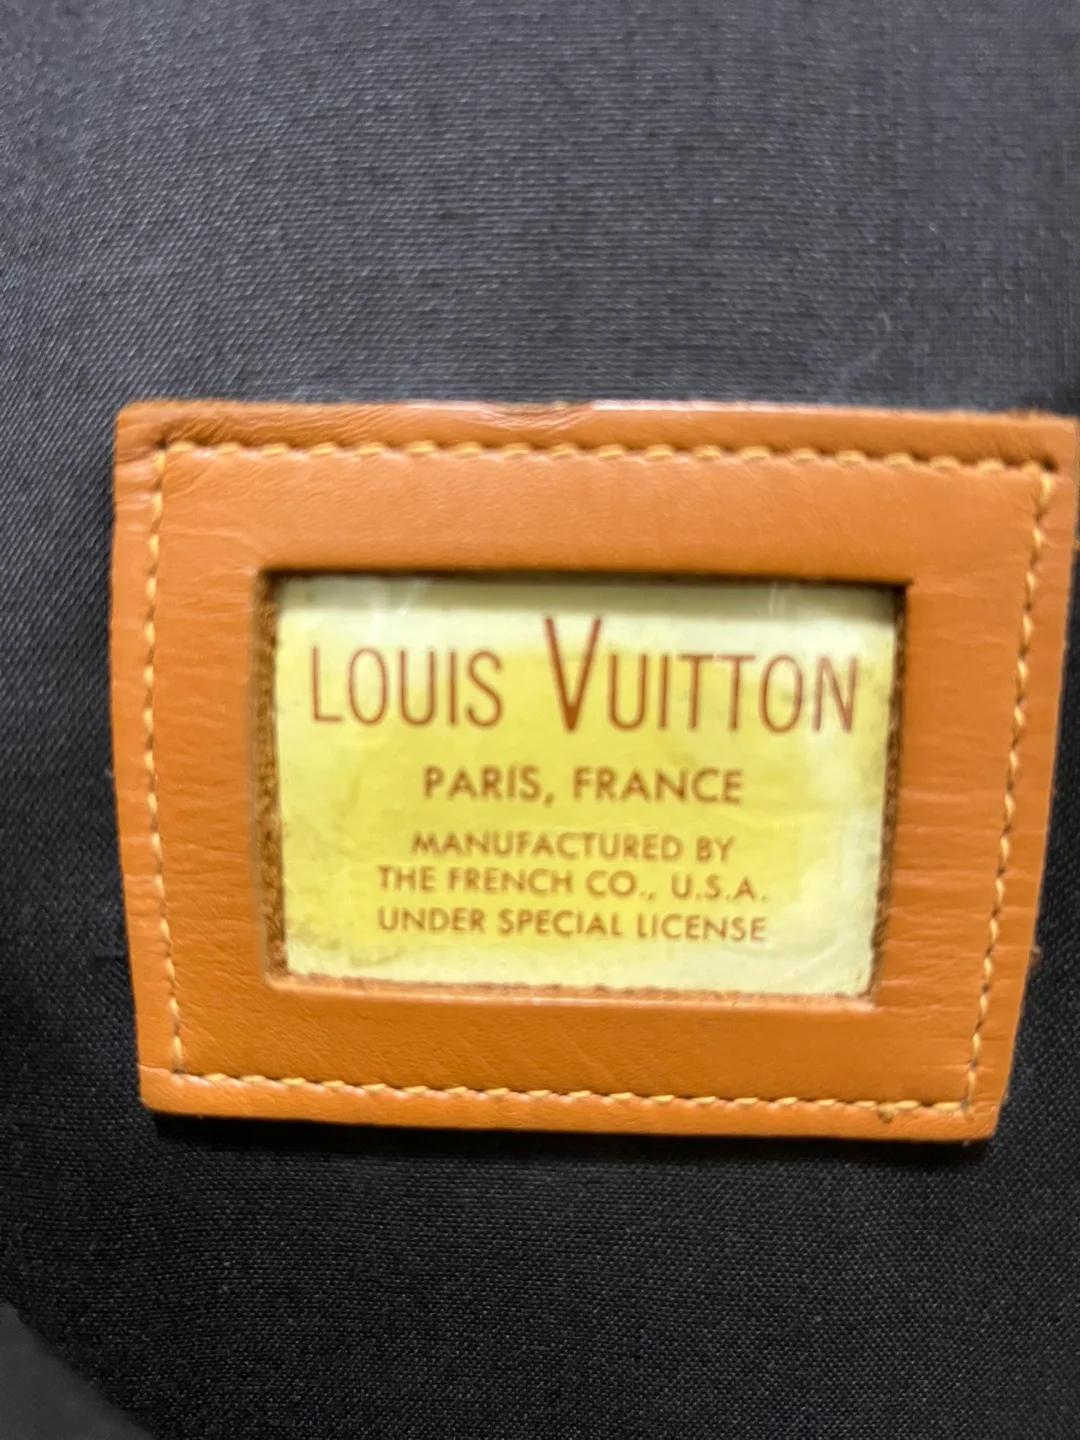 LOUIS VUITTON
PARIS, FRANCE
MANUFACTURED BY
THE FRENCH CO., U.S.A.
UNDER SPECIAL LICENSE